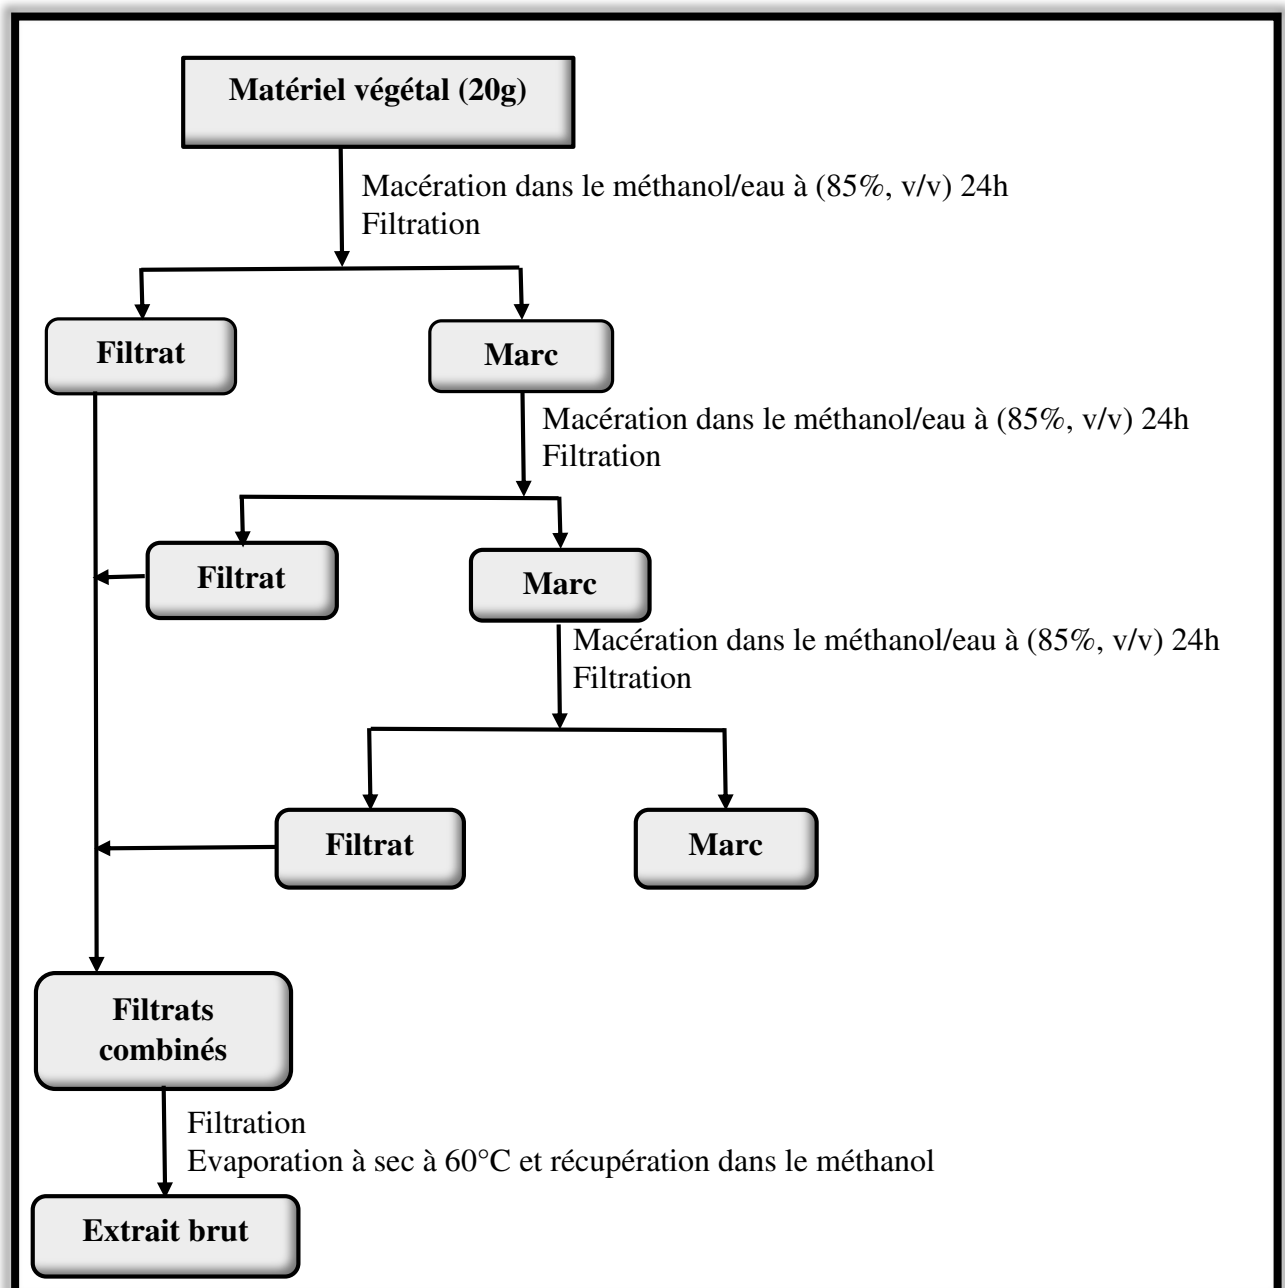 Matériel végétal (20g)
Macération dans le méthanol/eau à (85%, v/v) 24h
Filtration
Filtrat
Marc
Macération dans le méthanol/eau à (85%, v/v) 24h
Filtration
Filtrat
Marc
Macération dans le méthanol/eau à (85%, v/v) 24h
Filtration
Filtrat
Marc
Filtrats
combinés
Filtration
Evaporation à sec à 60°C et récupération dans le méthanol
Extrait brut